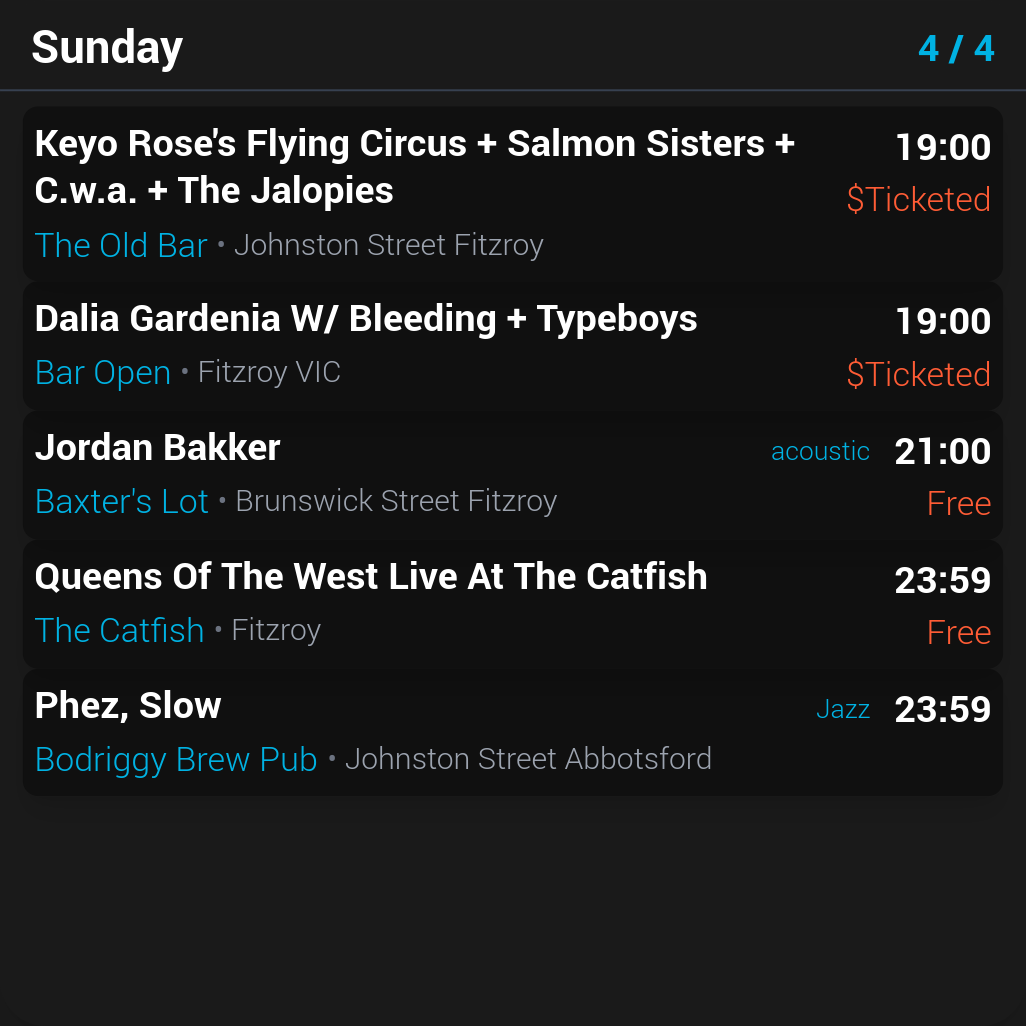 Sunday 4 / 4
Keyo Rose's Flying Circus + Salmon Sisters + 19:00
C.w.a. + The Jalopies $Ticketed
The Old Bar • Johnston Street Fitzroy
Dalia Gardenia W/ Bleeding + Typeboys 19:00
Bar Open • Fitzroy VIC $Ticketed
Jordan Bakker acoustic 21:00
Baxter's Lot • Brunswick Street Fitzroy Free
Queens Of The West Live At The Catfish 23:59
The Catfish • Fitzroy Free
Phez, Slow Jazz 23:59
Bodriggy Brew Pub • Johnston Street Abbotsford